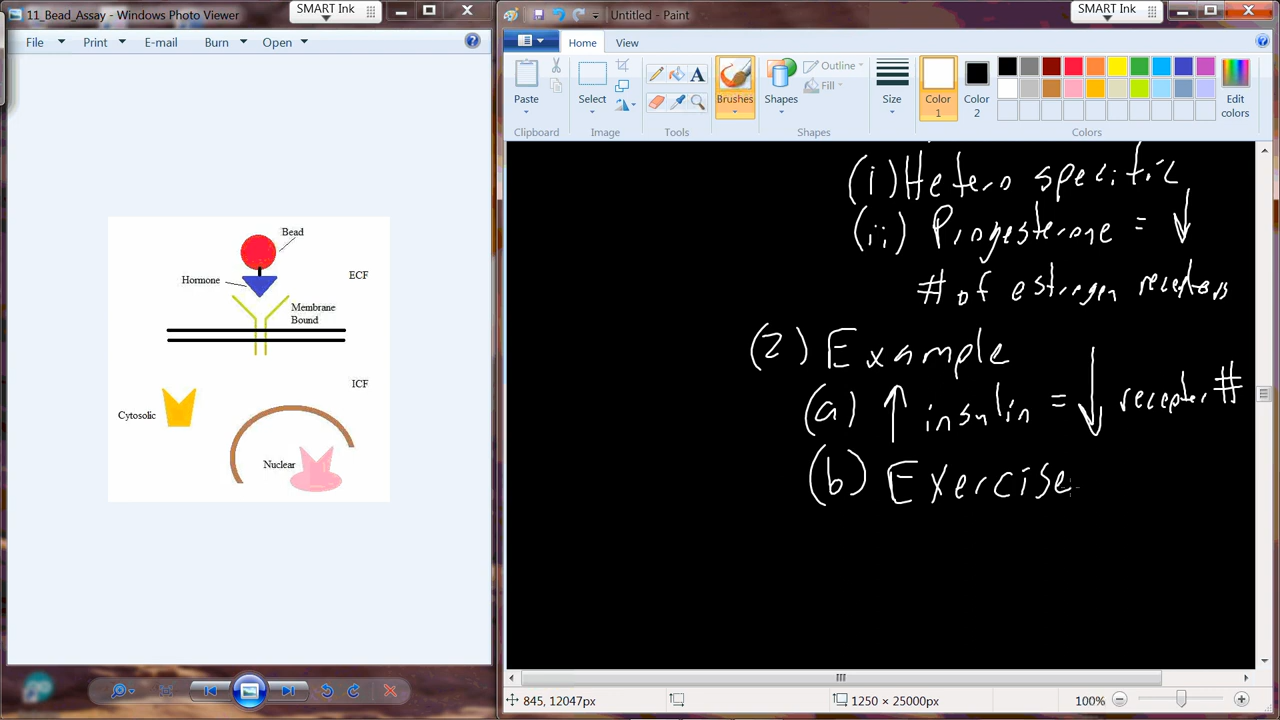 11_Bead_Assay - Windows Photo Viewer
SMART Ink
File
Print
E-mail
Burn
Open
Bead
Hormone
ECF
Membrane
Bound
ICF
Cytosolic
Nuclear
Untitled - Paint
SMART Ink
Home
View
Paste
Clipboard
Select
Image
A
Tools
Brushes
Shapes
Outline
Fill
Shapes
Size
Color
1
Color
2
Edit
colors
Colors
(i) Hetero specific
(ii) Progesterone = ↓
# of estrogen receptors
(2) Example
(a) ↑ insulin = ↓ receptor #
(b) Exercise
845, 12047px
1250 × 25000px
100%